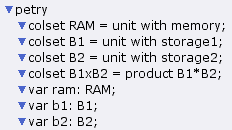 petry
colset RAM = unit with memory;
colset B1 = unit with storage1;
colset B2 = unit with storage2;
colset B1xB2 = product B1*B2;
var ram: RAM;
var b1: B1;
var b2: B2;